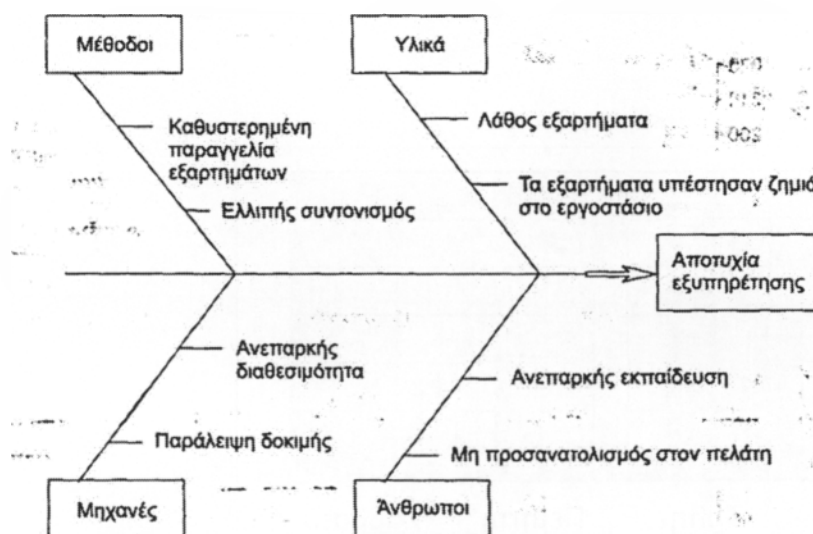 Μέθοδοι
Υλικά
Καθυστερημένη
παραγγελία
εξαρτημάτων
Ελλιπής συντονισμός
Λάθος εξαρτήματα
Τα εξαρτήματα υπέστησαν ζημιά
στο εργοστάσιο
Αποτυχία
εξυπηρέτησης
Ανεπαρκής
διαθεσιμότητα
Παράλειψη δοκιμής
Ανεπαρκής εκπαίδευση
Μη προσανατολισμός στον πελάτη
Μηχανές
Άνθρωποι